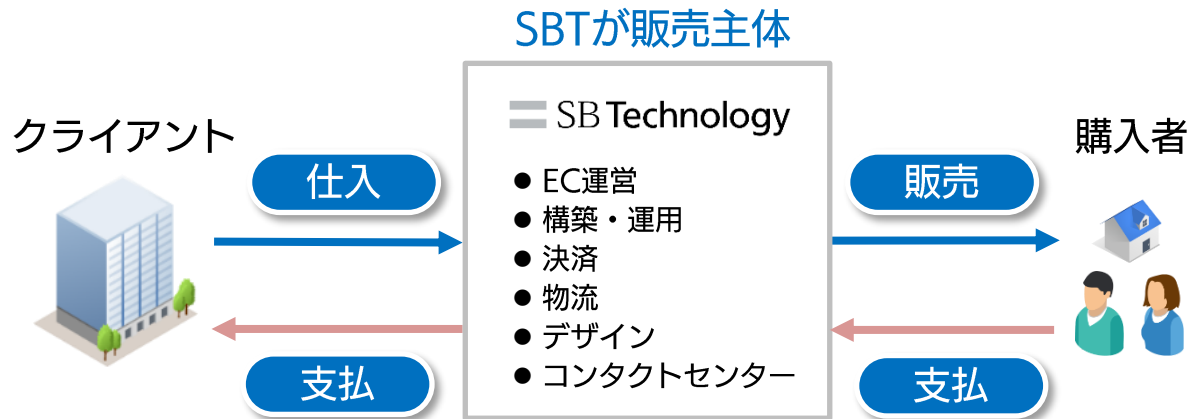 SBTが販売主体
クライアント
仕入
支払
SB Technology
● EC運営
● 構築・運用
● 決済
● 物流
● デザイン
● コンタクトセンター
販売
支払
購入者